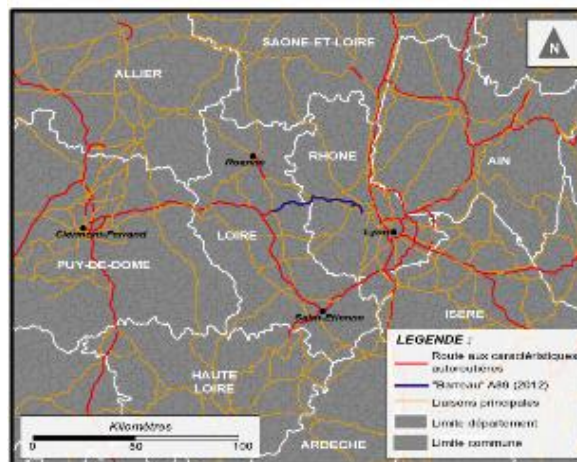 SAONE-ET-LOIRE
N
ALLIER
RHONE
Roanne
AIN
Clermont-Ferrand
LOIRE
Lyon
PUY-DE-DOME
Saint-Etienne
ISERE
HAUTE
LOIRE
ARDECHE
LEGENDE :
Route aux caractéristiques
autoroutières
"Barreau" A89 (2012)
Liaisons principales
Limite département
Limite commune
Kilomètres
0 50 100